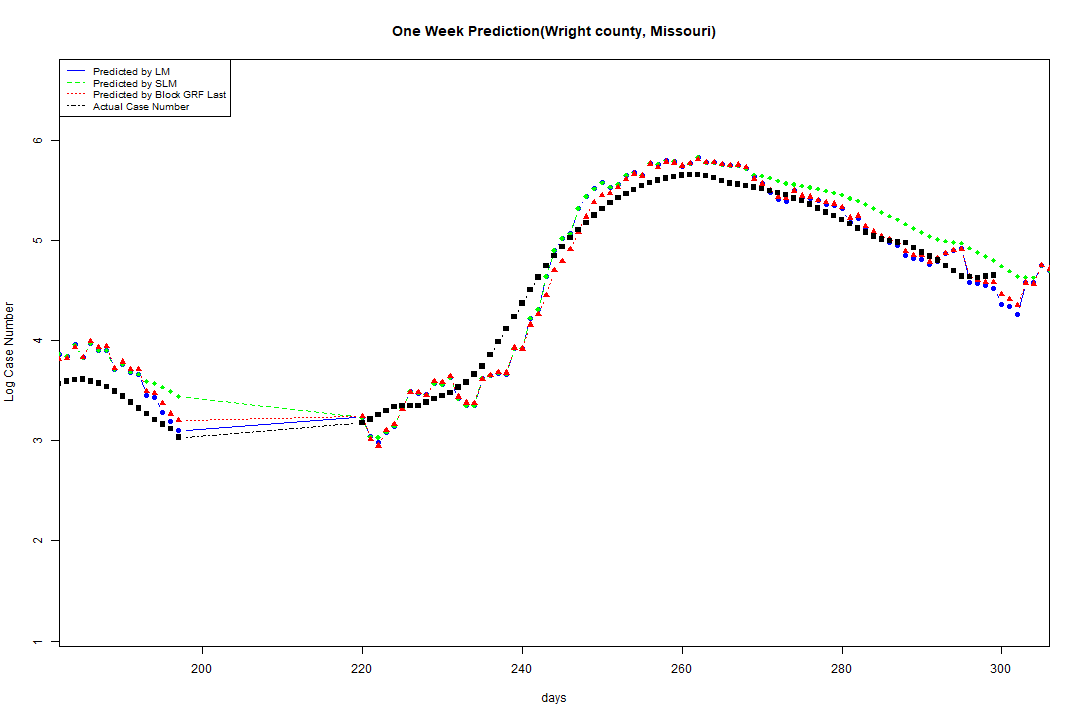 One Week Prediction(Wright county, Missouri)
Predicted by LM
Predicted by SLM
Predicted by Block GRF Last
Actual Case Number
6
5
4
3
2
1
Log Case Number
200 220 240 260 280 300
days